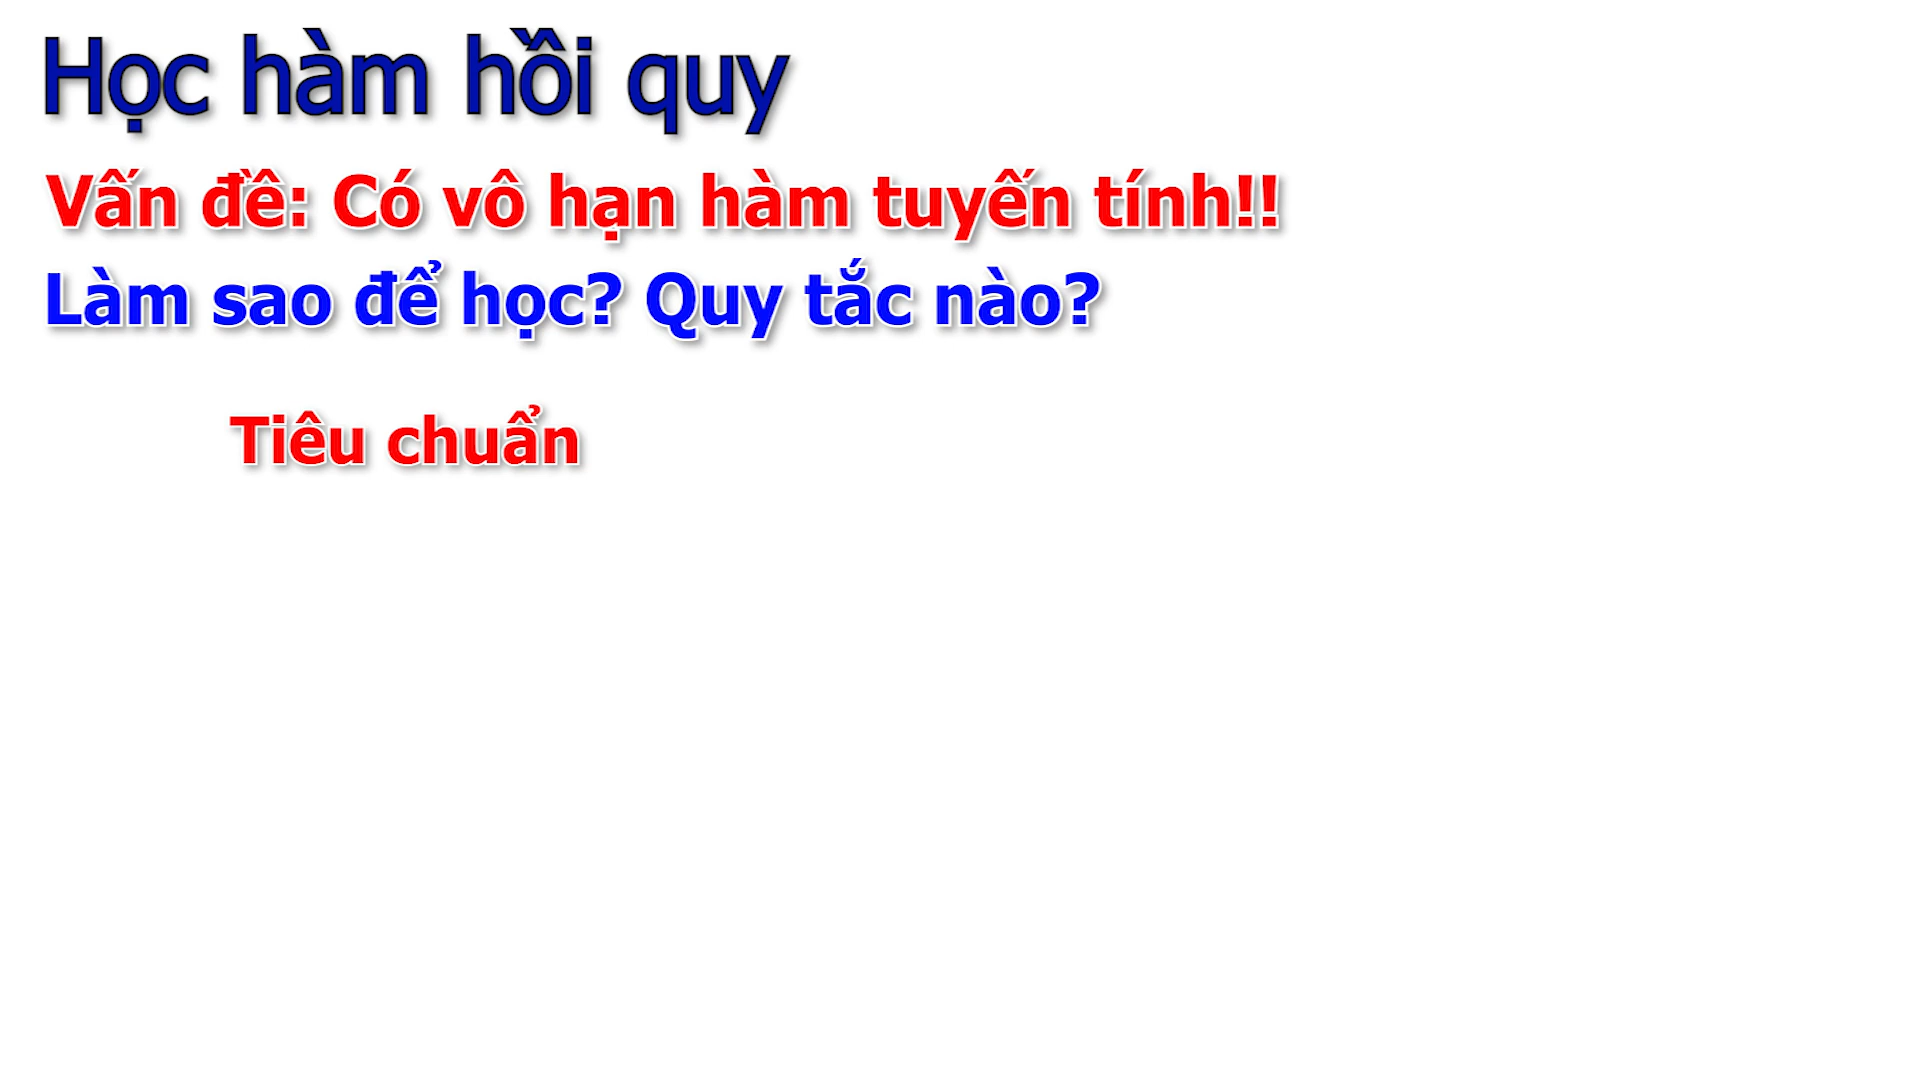 Học hàm hồi quy
Vấn đề: Có vô hạn hàm tuyến tính!!
Làm sao để học? Quy tắc nào?
Tiêu chuẩn